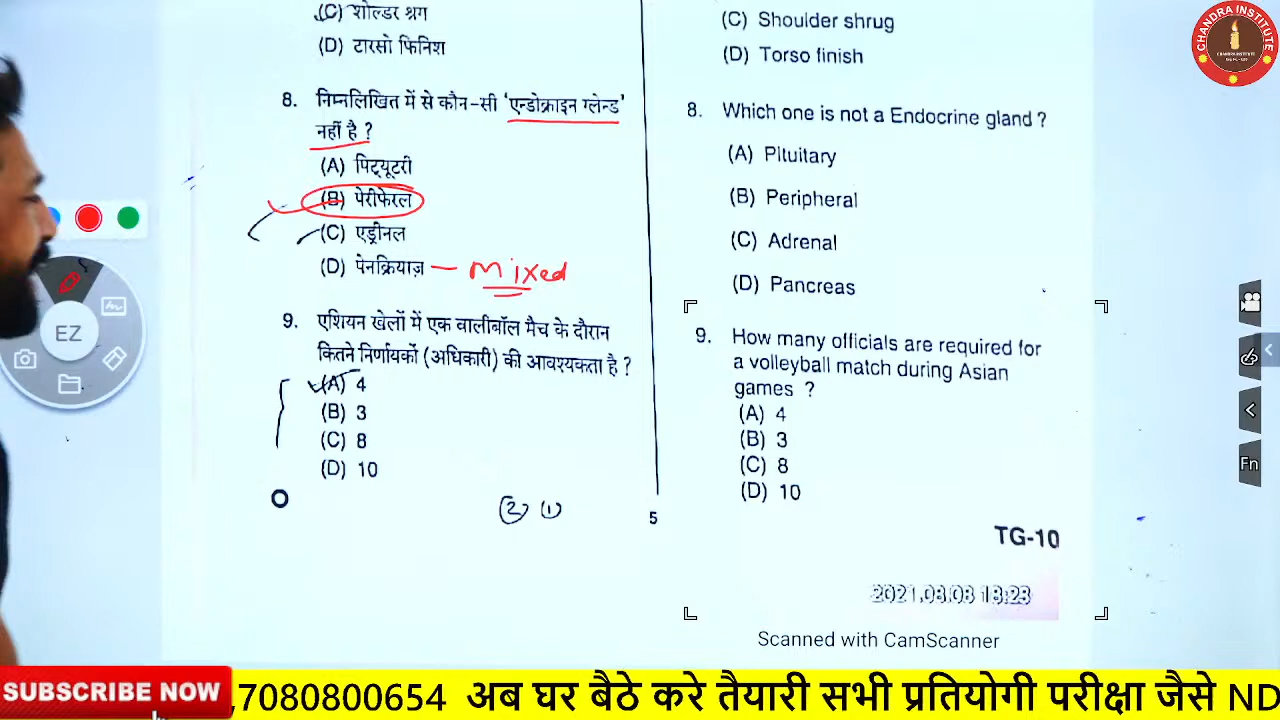 (C) शोल्डर श्रग
(D) टारसो फिनिश
8. निम्नलिखित में से कौन-सी 'एन्डोक्राइन ग्लेन्ड'
नहीं है ?
(A) पिट्यूटरी
(B) पेरीफेरल
(C) एड्रीनल
(D) पेनक्रियाज़ – Mixed
9. एशियन खेलों में एक वालीबॉल मैच के दौरान
कितने निर्णायकों (अधिकारी) की आवश्यकता है ?
(A) 4
(B) 3
(C) 8
(D) 10
2 1
5
(C) Shoulder shrug
(D) Torso finish
8. Which one is not a Endocrine gland ?
(A) Pituitary
(B) Peripheral
(C) Adrenal
(D) Pancreas
9. How many officials are required for
a volleyball match during Asian
games ?
(A) 4
(B) 3
(C) 8
(D) 10
TG-10
2021.08.08 18:23
Scanned with CamScanner
CHANDRA INSTITUTE
EZ
Fn
SUBSCRIBE NOW
,7080800654 अब घर बैठे करे तैयारी सभी प्रतियोगी परीक्षा जैसे ND